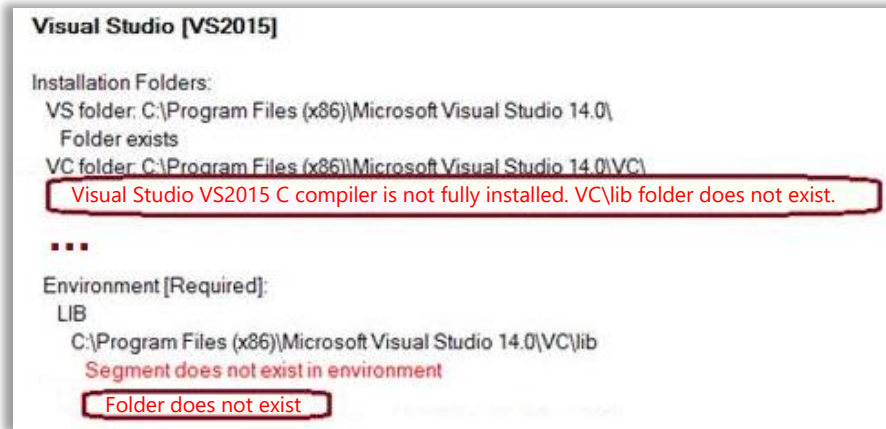 Visual Studio [VS2015]
Installation Folders:
VS folder: C:\Program Files (x86)\Microsoft Visual Studio 14.0\
Folder exists
VC folder: C:\Program Files (x86)\Microsoft Visual Studio 14.0\VC\
Visual Studio VS2015 C compiler is not fully installed. VC\lib folder does not exist.
...
Environment [Required]:
LIB
C:\Program Files (x86)\Microsoft Visual Studio 14.0\VC\lib
Segment does not exist in environment
Folder does not exist